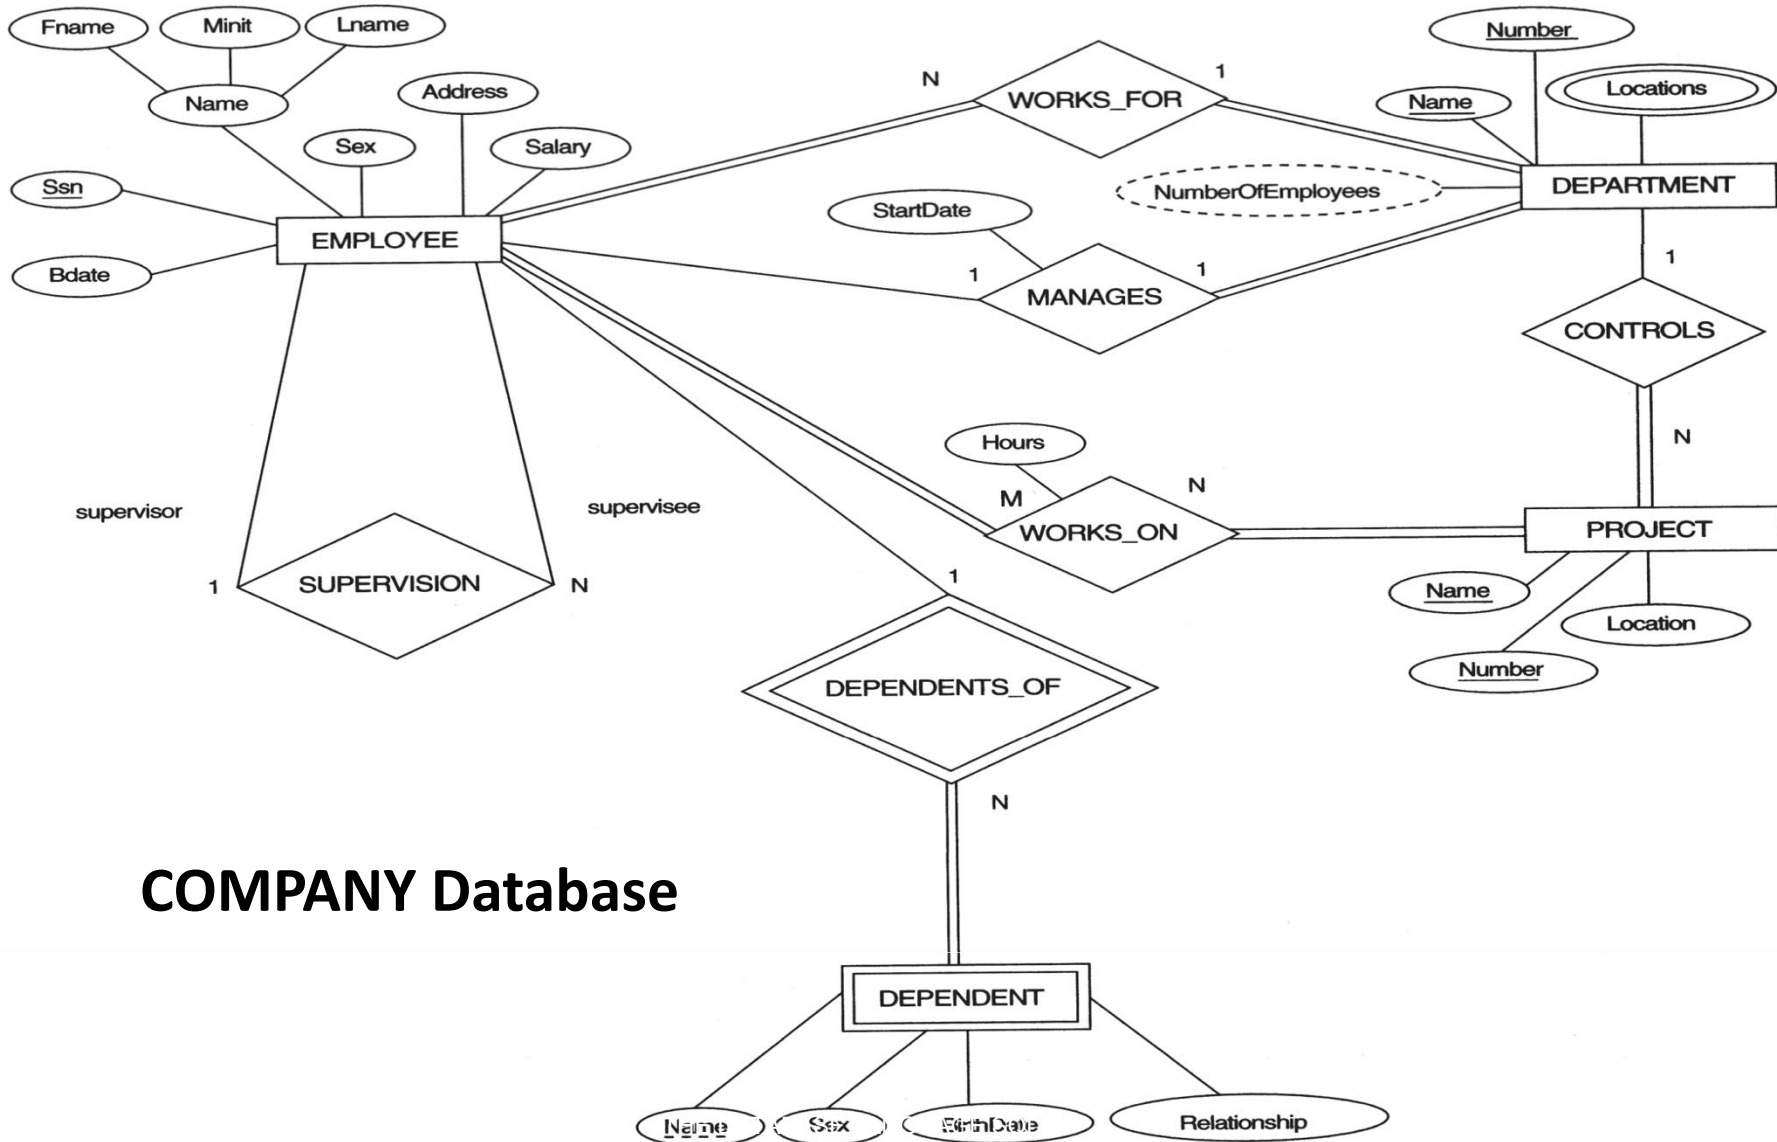 Fname
Minit
Lname
Number
Address
N
1
WORKS_FOR
Name
Locations
Name
Sex
Salary
Ssn
StartDate
NumberOfEmployees
DEPARTMENT
EMPLOYEE
1
1
1
Bdate
MANAGES
CONTROLS
Hours
N
M
N
supervisor
supervisee
WORKS_ON
PROJECT
1
SUPERVISION
N
1
Name
Location
Number
DEPENDENTS_OF
N
COMPANY Database
DEPENDENT
Name
Sex
BirthDate
Relationship